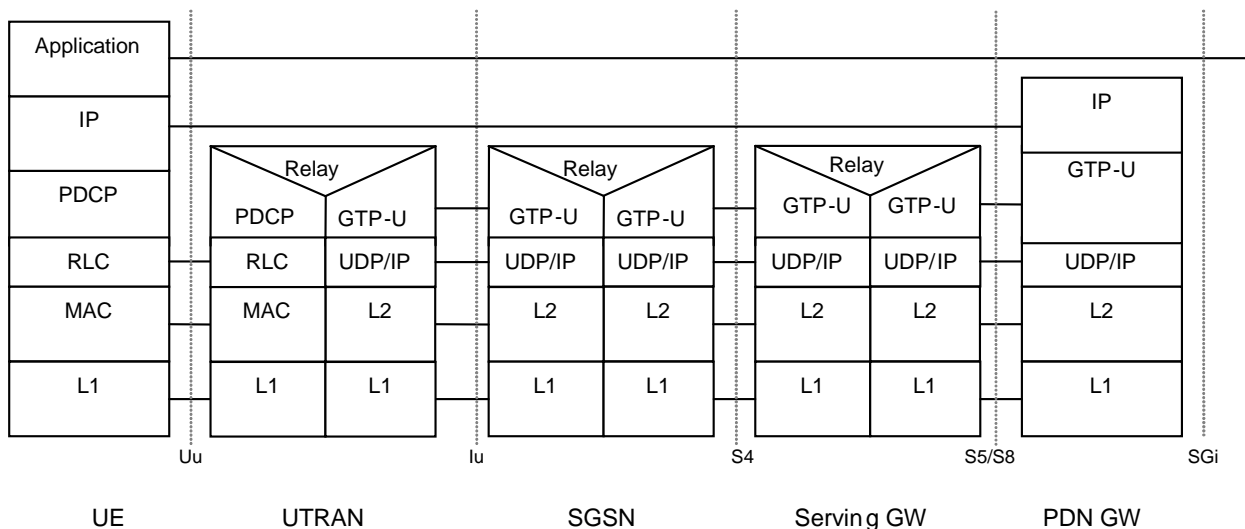 Application
IP
IP
Relay
Relay
Relay
PDCP
GTP-U
PDCP
GTP-U
GTP-U
GTP-U
GTP-U
GTP-U
RLC
RLC
UDP/IP
UDP/IP
UDP/IP
UDP/IP
UDP/IP
UDP/IP
MAC
MAC
L2
L2
L2
L2
L2
L2
L1
L1
L1
L1
L1
L1
L1
L1
Uu
Iu
S4
S5/S8
SGi
UE
UTRAN
SGSN
Serving GW
PDN GW